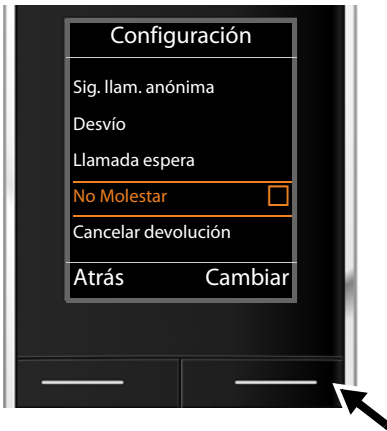 Configuración
Sig. llam. anónima
Desvío
Llamada espera
No Molestar
Cancelar devolución
Atrás Cambiar